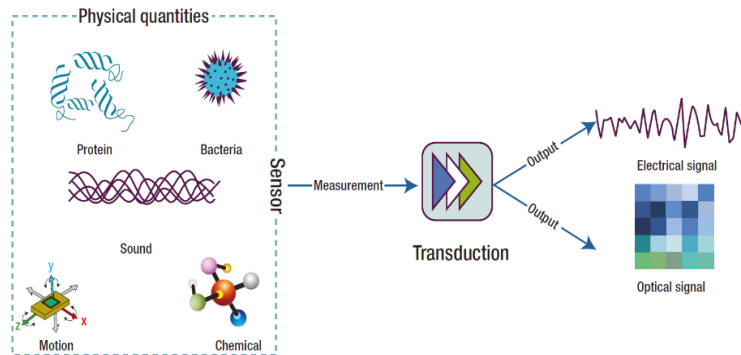 Physical quantities
Protein
Bacteria
Sound
y
z
x
Motion
Chemical
Sensor
Measurement
Transduction
Output
Output
Electrical signal
Optical signal